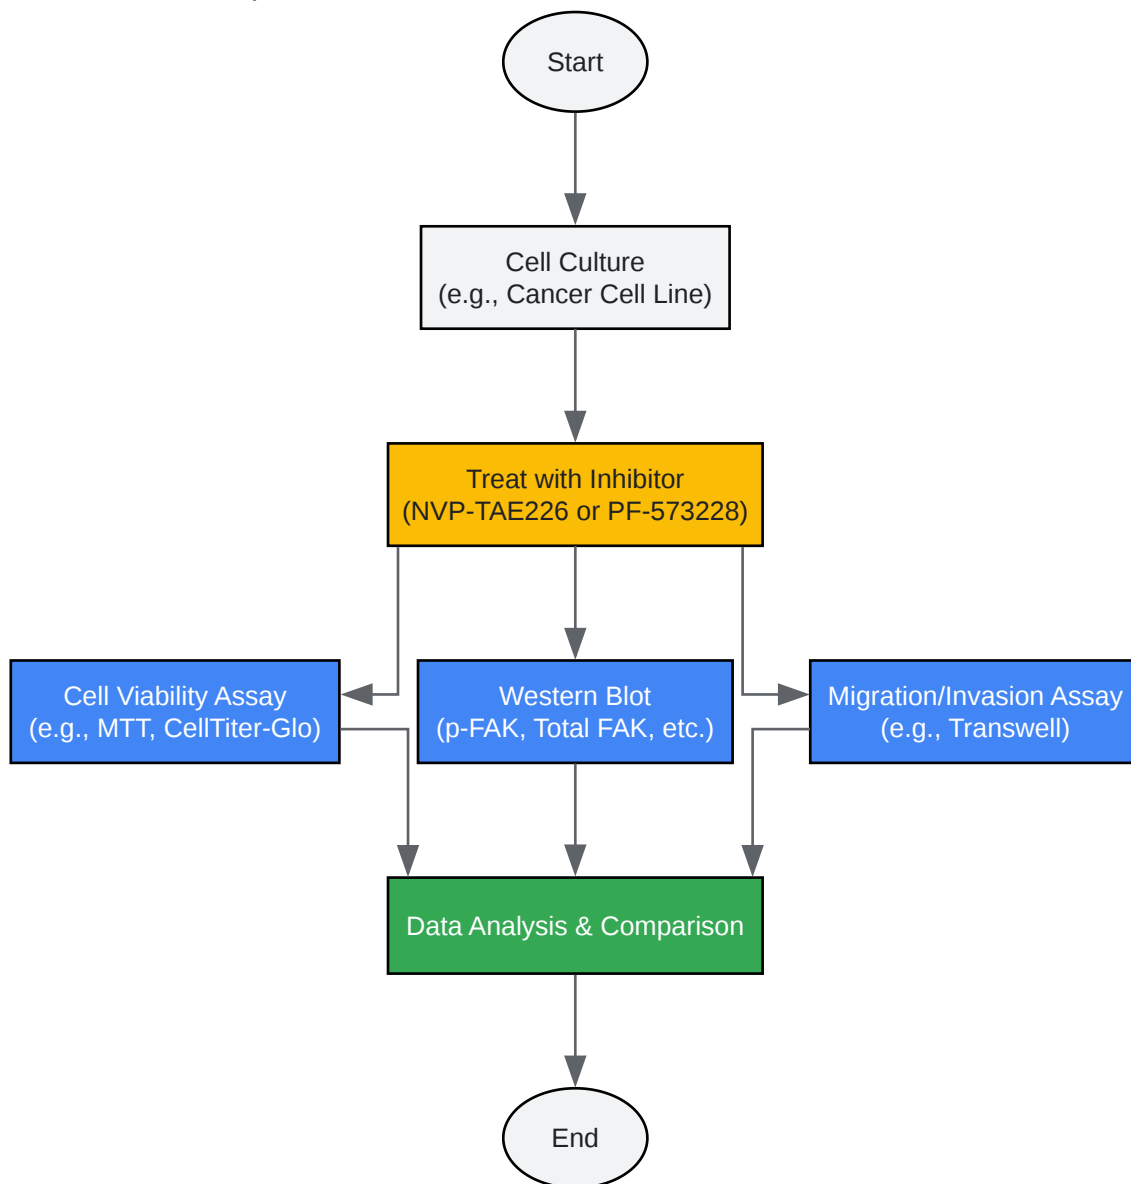 Start
Cell Culture
(e.g., Cancer Cell Line)
Treat with Inhibitor
(NVP-TAE226 or PF-573228)
Cell Viability Assay
(e.g., MTT, CellTiter-Glo)
Western Blot
(p-FAK, Total FAK, etc.)
Migration/Invasion Assay
(e.g., Transwell)
Data Analysis & Comparison
End